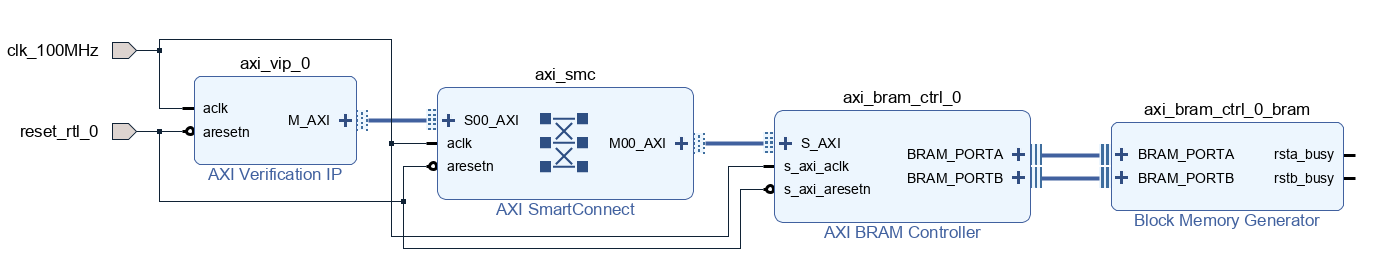 clk_100MHz
reset_rtl_0
axi_vip_0
aclk
aresetn
M_AXI
AXI Verification IP
axi_smc
S00_AXI
aclk
aresetn
M00_AXI
AXI SmartConnect
axi_bram_ctrl_0
S_AXI
s_axi_aclk
s_axi_aresetn
BRAM_PORTA
BRAM_PORTB
AXI BRAM Controller
axi_bram_ctrl_0_bram
BRAM_PORTA
BRAM_PORTB
rsta_busy
rstb_busy
Block Memory Generator